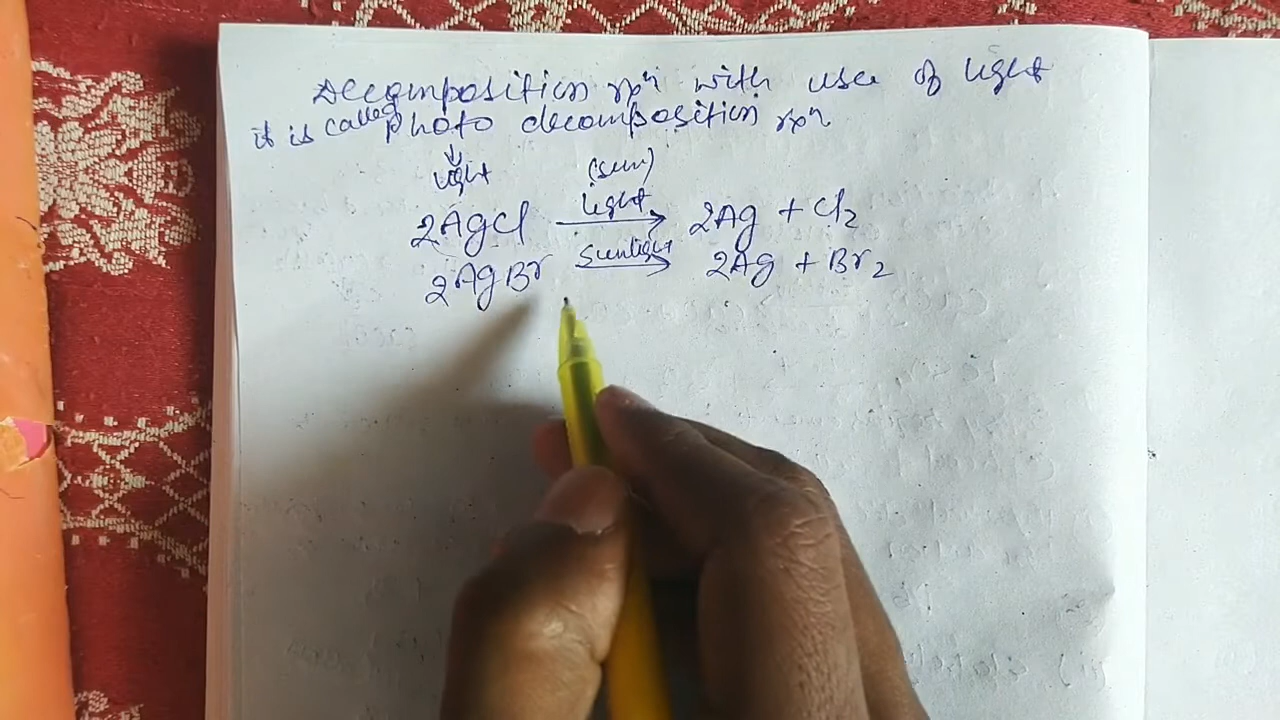 Decomposition rxⁿ with use of light
it is called photo decomposition rxⁿ
↓
light
(sun)
light
2AgCl → 2Ag + Cl₂
sunlight
2AgBr → 2Ag + Br₂